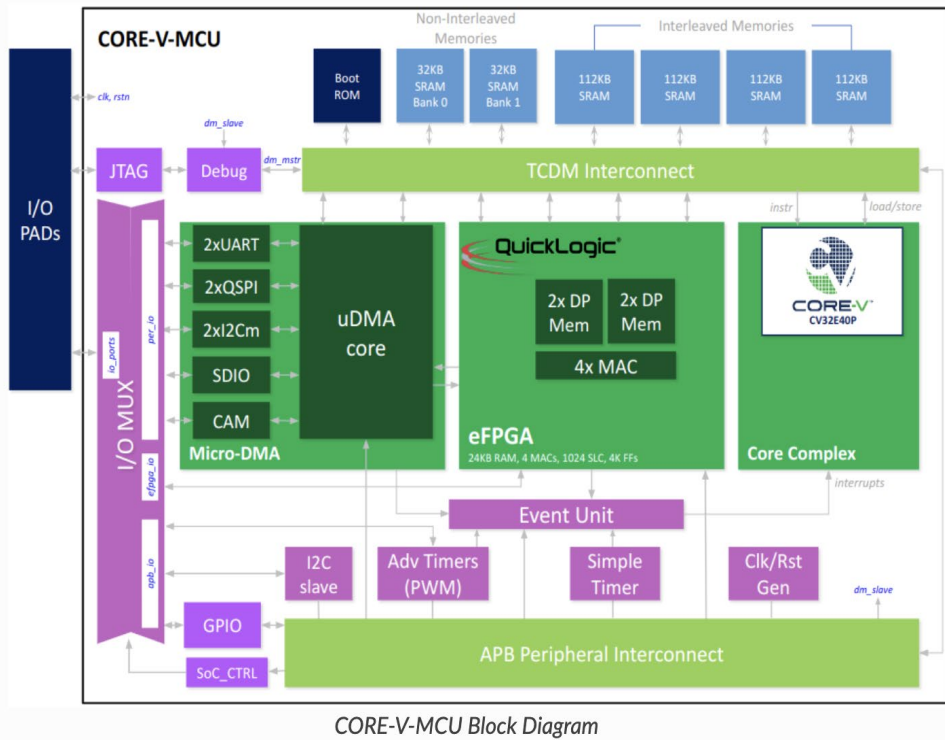 CORE-V-MCU
Non-Interleaved
Memories
Interleaved Memories
Boot
ROM
32KB
SRAM
Bank 0
32KB
SRAM
Bank 1
112KB
SRAM
112KB
SRAM
112KB
SRAM
112KB
SRAM
clk, rstn
dm_slave
dm_mstr
I/O
PADs
JTAG
Debug
TCDM Interconnect
instr
load/store
I/O MUX
io_ports
per_io
efpga_io
apb_io
2xUART
2xQSPI
2xI2Cm
SDIO
CAM
uDMA
core
Micro-DMA
QuickLogic®
2x DP
Mem
2x DP
Mem
4x MAC
eFPGA
24KB RAM, 4 MACs, 1024 SLC, 4K FFs
CORE-V™
CV32E40P
Core Complex
interrupts
Event Unit
I2C
slave
Adv Timers
(PWM)
Simple
Timer
Clk/Rst
Gen
dm_slave
GPIO
SoC_CTRL
APB Peripheral Interconnect
CORE-V-MCU Block Diagram